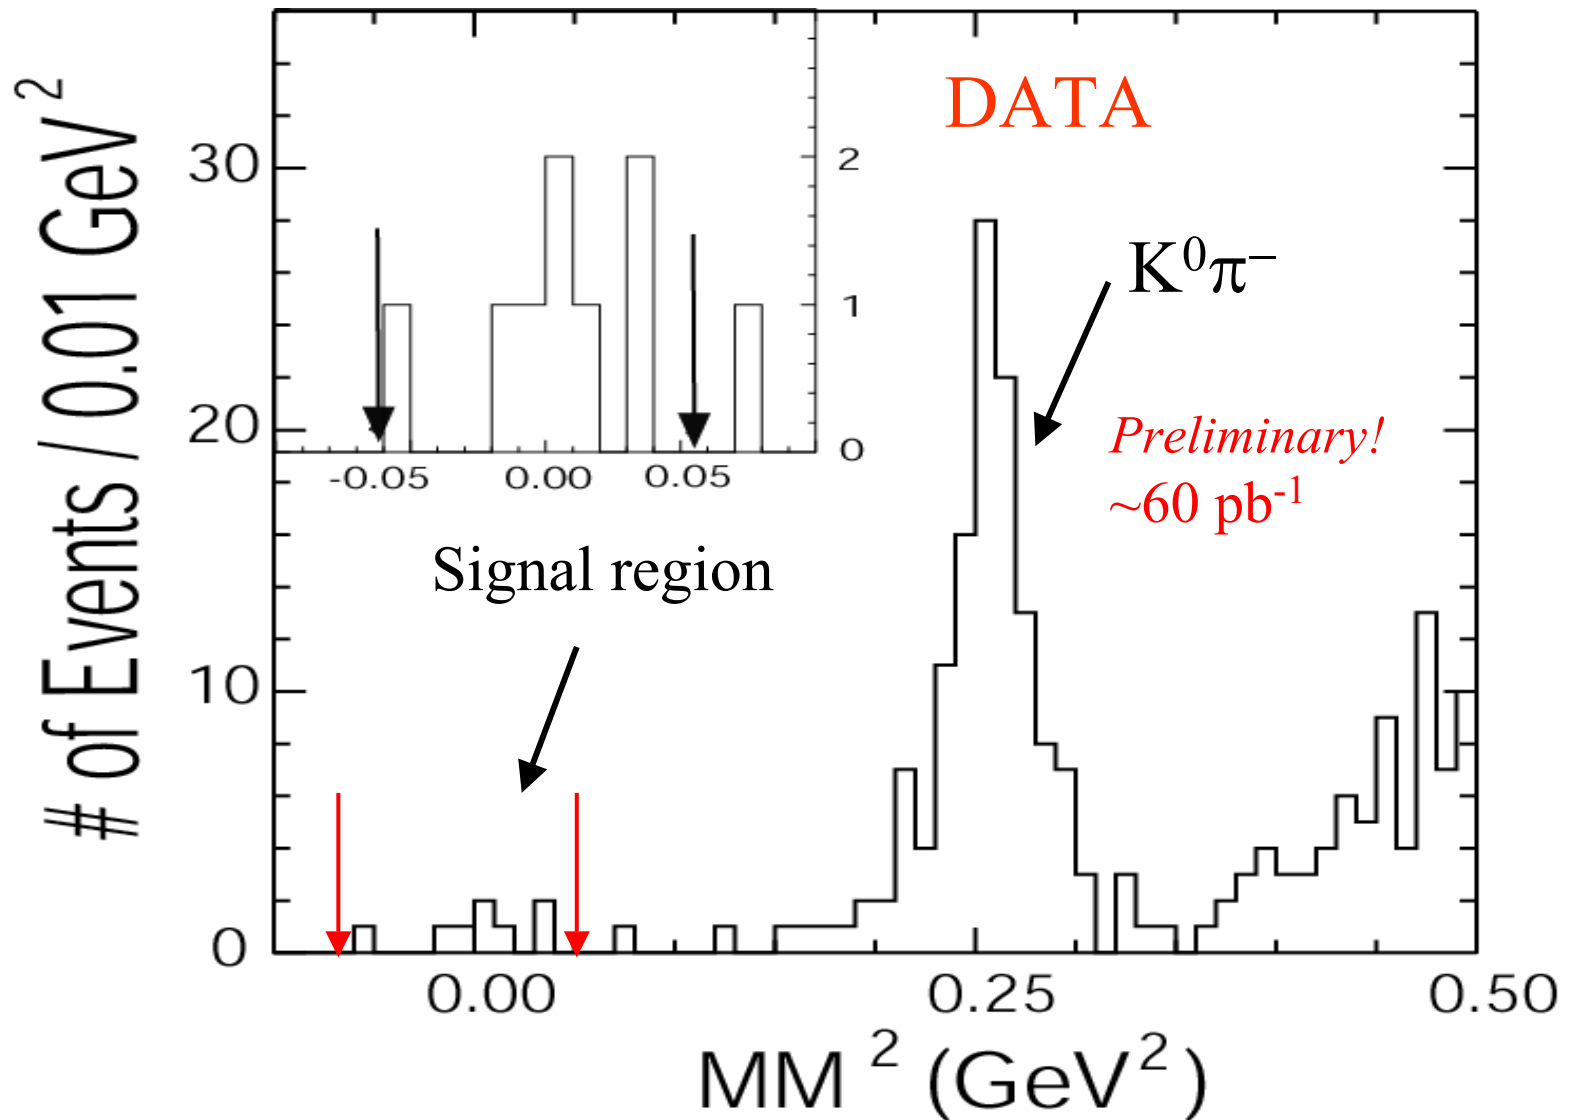 # of Events / 0.01 GeV²
30
20
10
0
2
1
0
-0.05 0.00 0.05
DATA
K⁰π⁻
Preliminary!
~60 pb⁻¹
Signal region
0.00 0.25 0.50
MM² (GeV²)